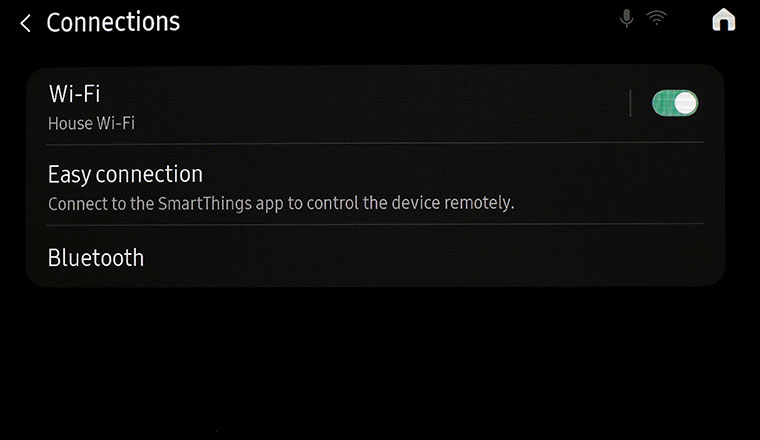 Connections
Wi-Fi
House Wi-Fi
Easy connection
Connect to the SmartThings app to control the device remotely.
Bluetooth